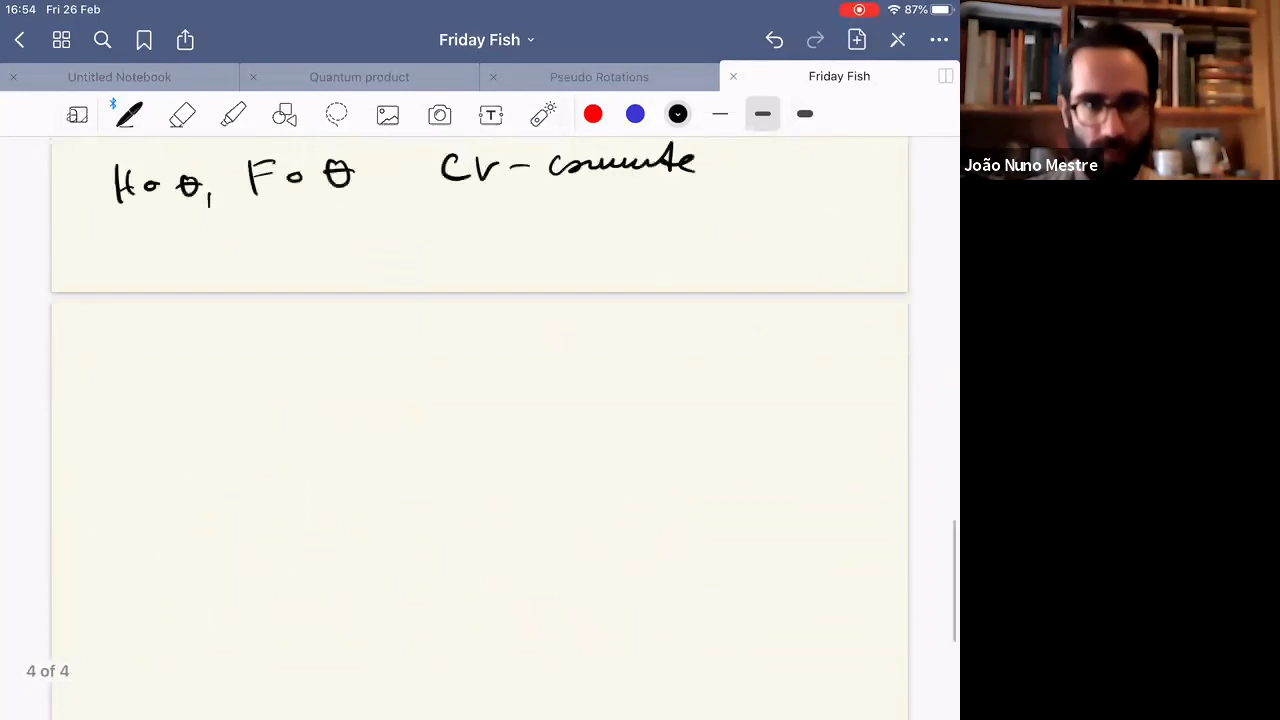 16:54 Fri 26 Feb 87%
Friday Fish
Untitled Notebook Quantum product Pseudo Rotations Friday Fish
T
João Nuno Mestre
H∘θ, F∘θ CV-commute
4 of 4